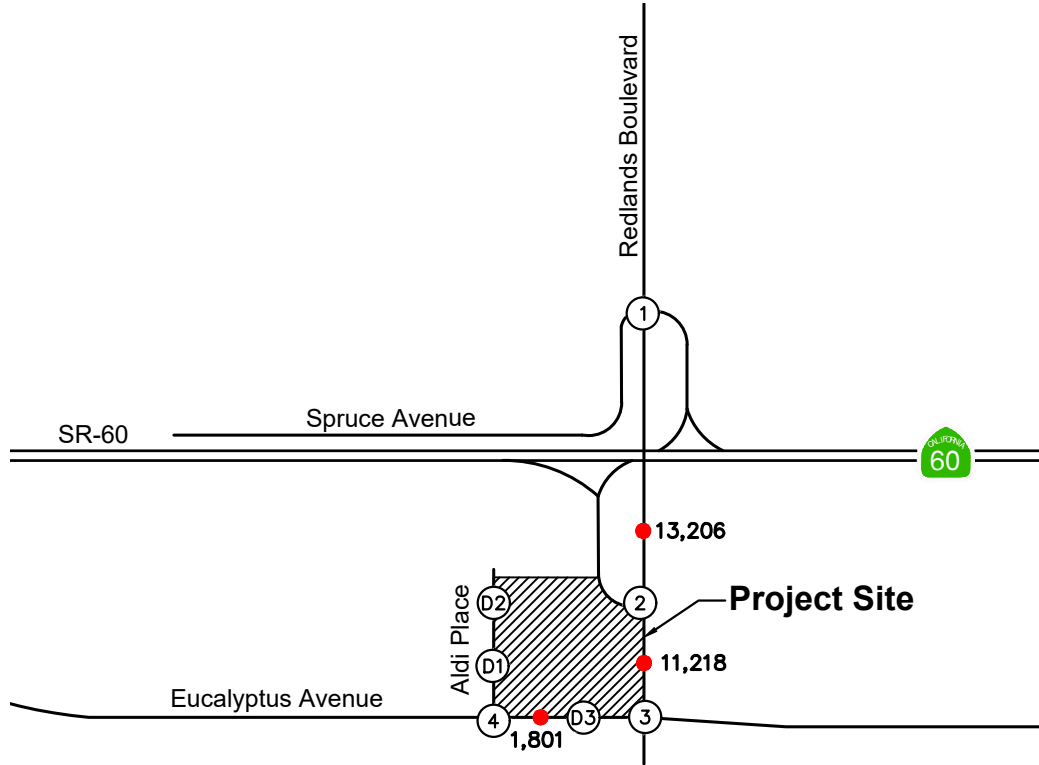 Redlands Boulevard
1
Spruce Avenue
SR-60
CALIFORNIA
60
13,206
D2
2
Project Site
Aldi Place
D1
11,218
Eucalyptus Avenue
4
D3
3
1,801